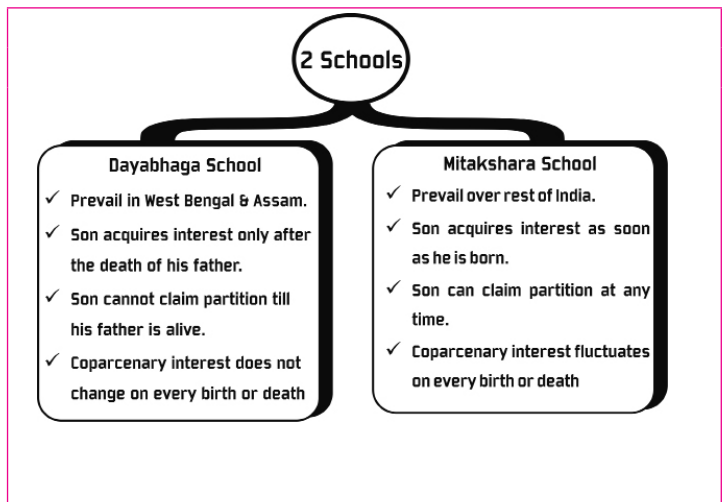 2 Schools
Dayabhaga School
✓ Prevail in West Bengal & Assam.
✓ Son acquires interest only after
the death of his father.
✓ Son cannot claim partition till
his father is alive.
✓ Coparcenary interest does not
change on every birth or death
Mitakshara School
✓ Prevail over rest of India.
✓ Son acquires interest as soon
as he is born.
✓ Son can claim partition at any
time.
✓ Coparcenary interest fluctuates
on every birth or death